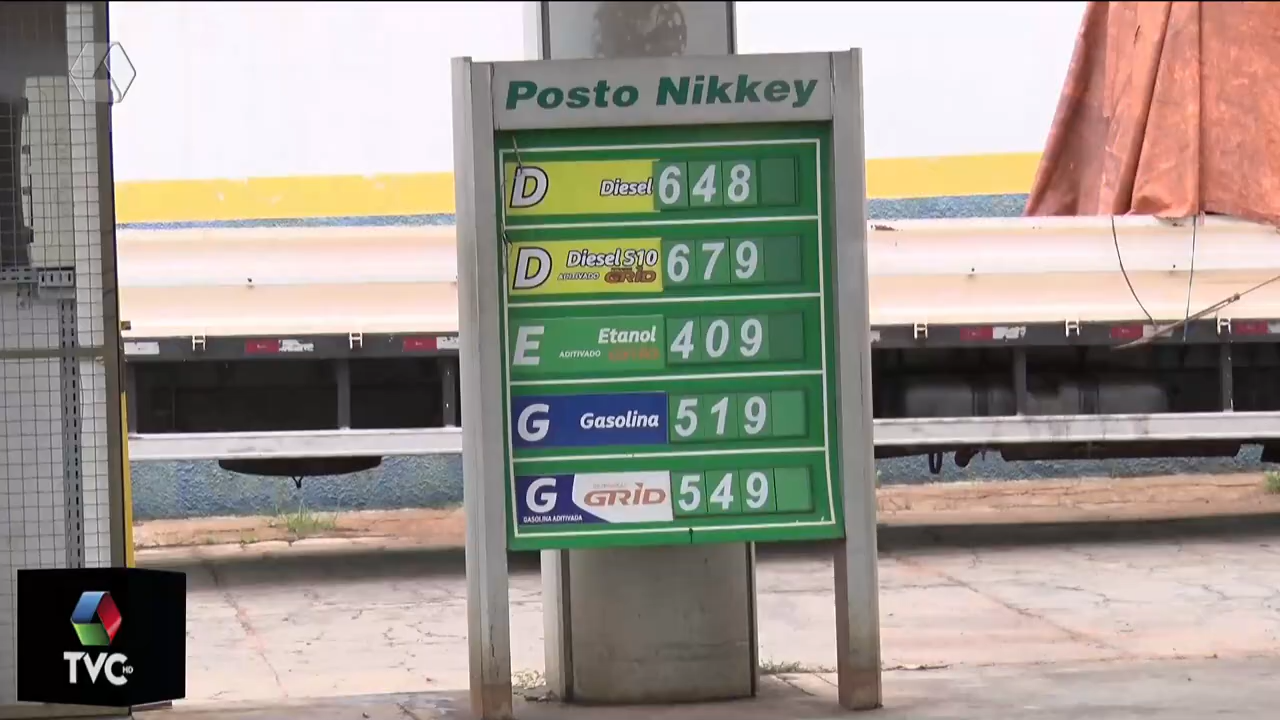 Posto Nikkey
D Diesel 648
D Diesel S10 679
ADITIVADO GRID
E Etanol 409
ADITIVADO GRID
G Gasolina 519
G GRID 549
GASOLINA ADITIVADA
TVC HD